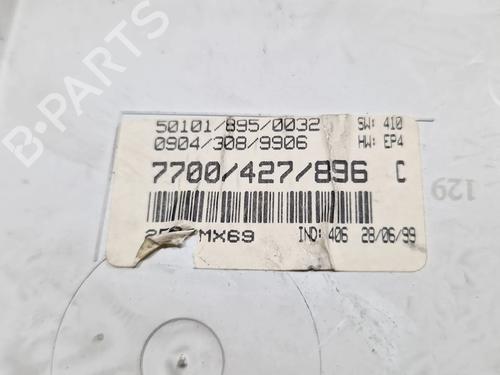 50101/895/0032 SW: 410
0904/308/9906 HW: EP4
7700/427/896 C
MX69 IND: 406 28/06/99
129
B-PARTS